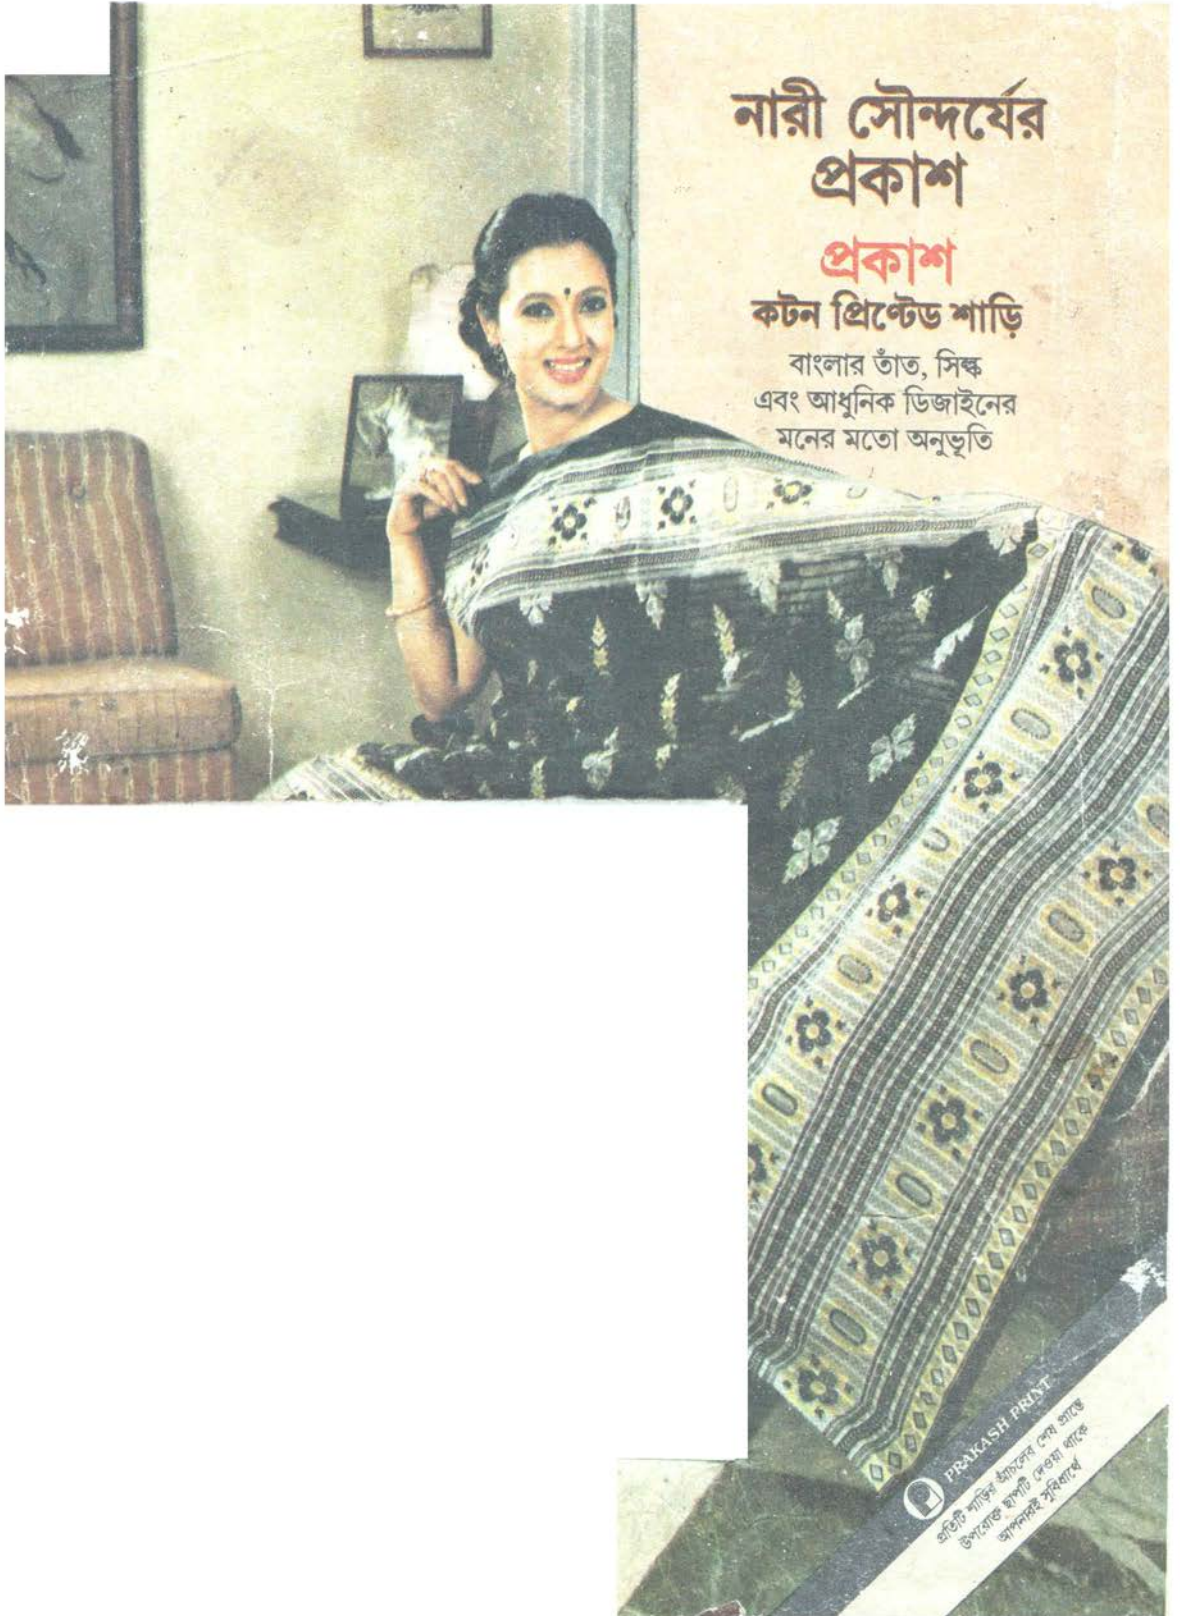 নারী সৌন্দর্যের
প্রকাশ
প্রকাশ
কটন প্রিণ্টেড শাড়ি
বাংলার তাঁত, সিল্ক
এবং আধুনিক ডিজাইনের
মনের মতো অনুভূতি
PRAKASH PRINT
প্রতিটি শাড়ির আঁচলের শেষ প্রান্তে
উপরোক্ত ছাপটি দেওয়া থাকে
আপনারই সুবিধার্থে